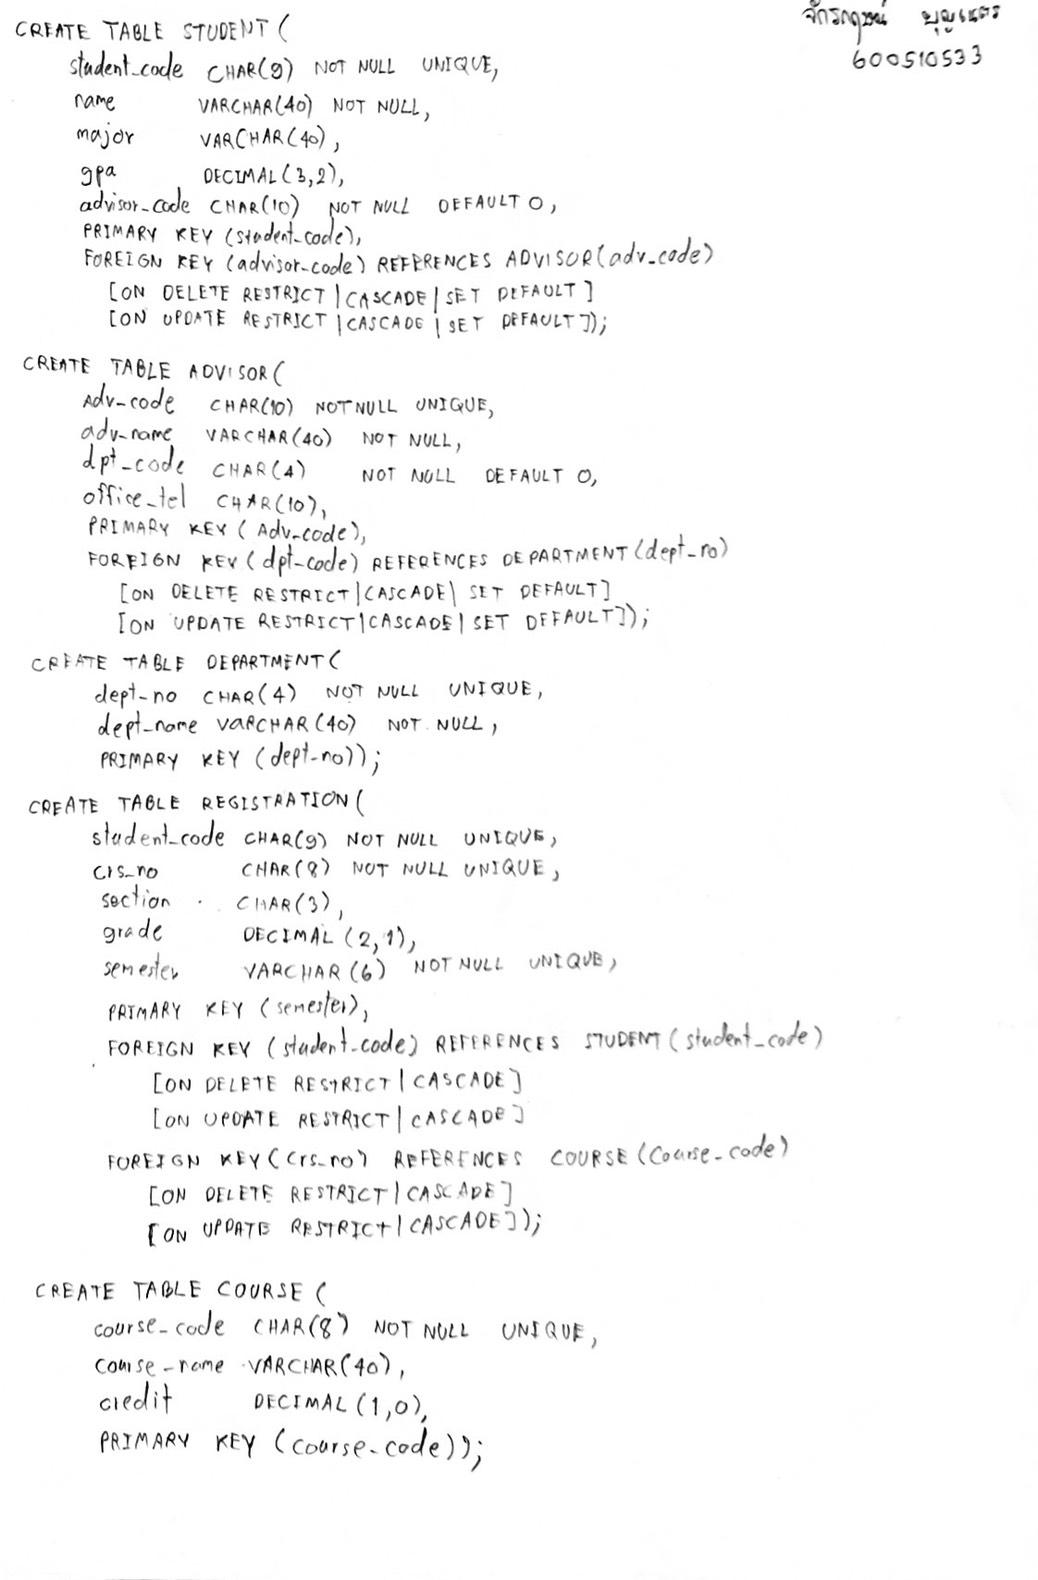 จักรกฤษณ์ บุญเนตร
600510533
CREATE TABLE STUDENT (
student_code CHAR(9) NOT NULL UNIQUE,
name VARCHAR(40) NOT NULL,
major VARCHAR(40),
gpa DECIMAL(3,2),
advisor_code CHAR(10) NOT NULL DEFAULT 0,
PRIMARY KEY (student_code),
FOREIGN KEY (advisor_code) REFERENCES ADVISOR(adv_code)
[ON DELETE RESTRICT | CASCADE | SET DEFAULT]
[ON UPDATE RESTRICT | CASCADE | SET DEFAULT]);
CREATE TABLE ADVISOR(
Adv_code CHAR(10) NOT NULL UNIQUE,
adv_name VARCHAR(40) NOT NULL,
dpt_code CHAR(4) NOT NULL DEFAULT 0,
office_tel CHAR(10),
PRIMARY KEY (Adv_code),
FOREIGN KEY (dpt_code) REFERENCES DEPARTMENT(dept_no)
[ON DELETE RESTRICT | CASCADE | SET DEFAULT]
[ON UPDATE RESTRICT | CASCADE | SET DEFAULT]);
CREATE TABLE DEPARTMENT(
dept_no CHAR(4) NOT NULL UNIQUE,
dept_name VARCHAR(40) NOT NULL,
PRIMARY KEY (dept_no));
CREATE TABLE REGISTRATION(
student_code CHAR(9) NOT NULL UNIQUE,
crs_no CHAR(8) NOT NULL UNIQUE,
section CHAR(3),
grade DECIMAL (2,1),
semester VARCHAR (6) NOT NULL UNIQUE,
PRIMARY KEY (semester),
FOREIGN KEY (student_code) REFERENCES STUDENT (student_code)
[ON DELETE RESTRICT | CASCADE]
[ON UPDATE RESTRICT | CASCADE]
FOREIGN KEY (crs_no) REFERENCES COURSE (course_code)
[ON DELETE RESTRICT | CASCADE]
[ON UPDATE RESTRICT | CASCADE]);
CREATE TABLE COURSE (
course_code CHAR(8) NOT NULL UNIQUE,
course_name VARCHAR(40),
credit DECIMAL (1,0),
PRIMARY KEY (course_code));